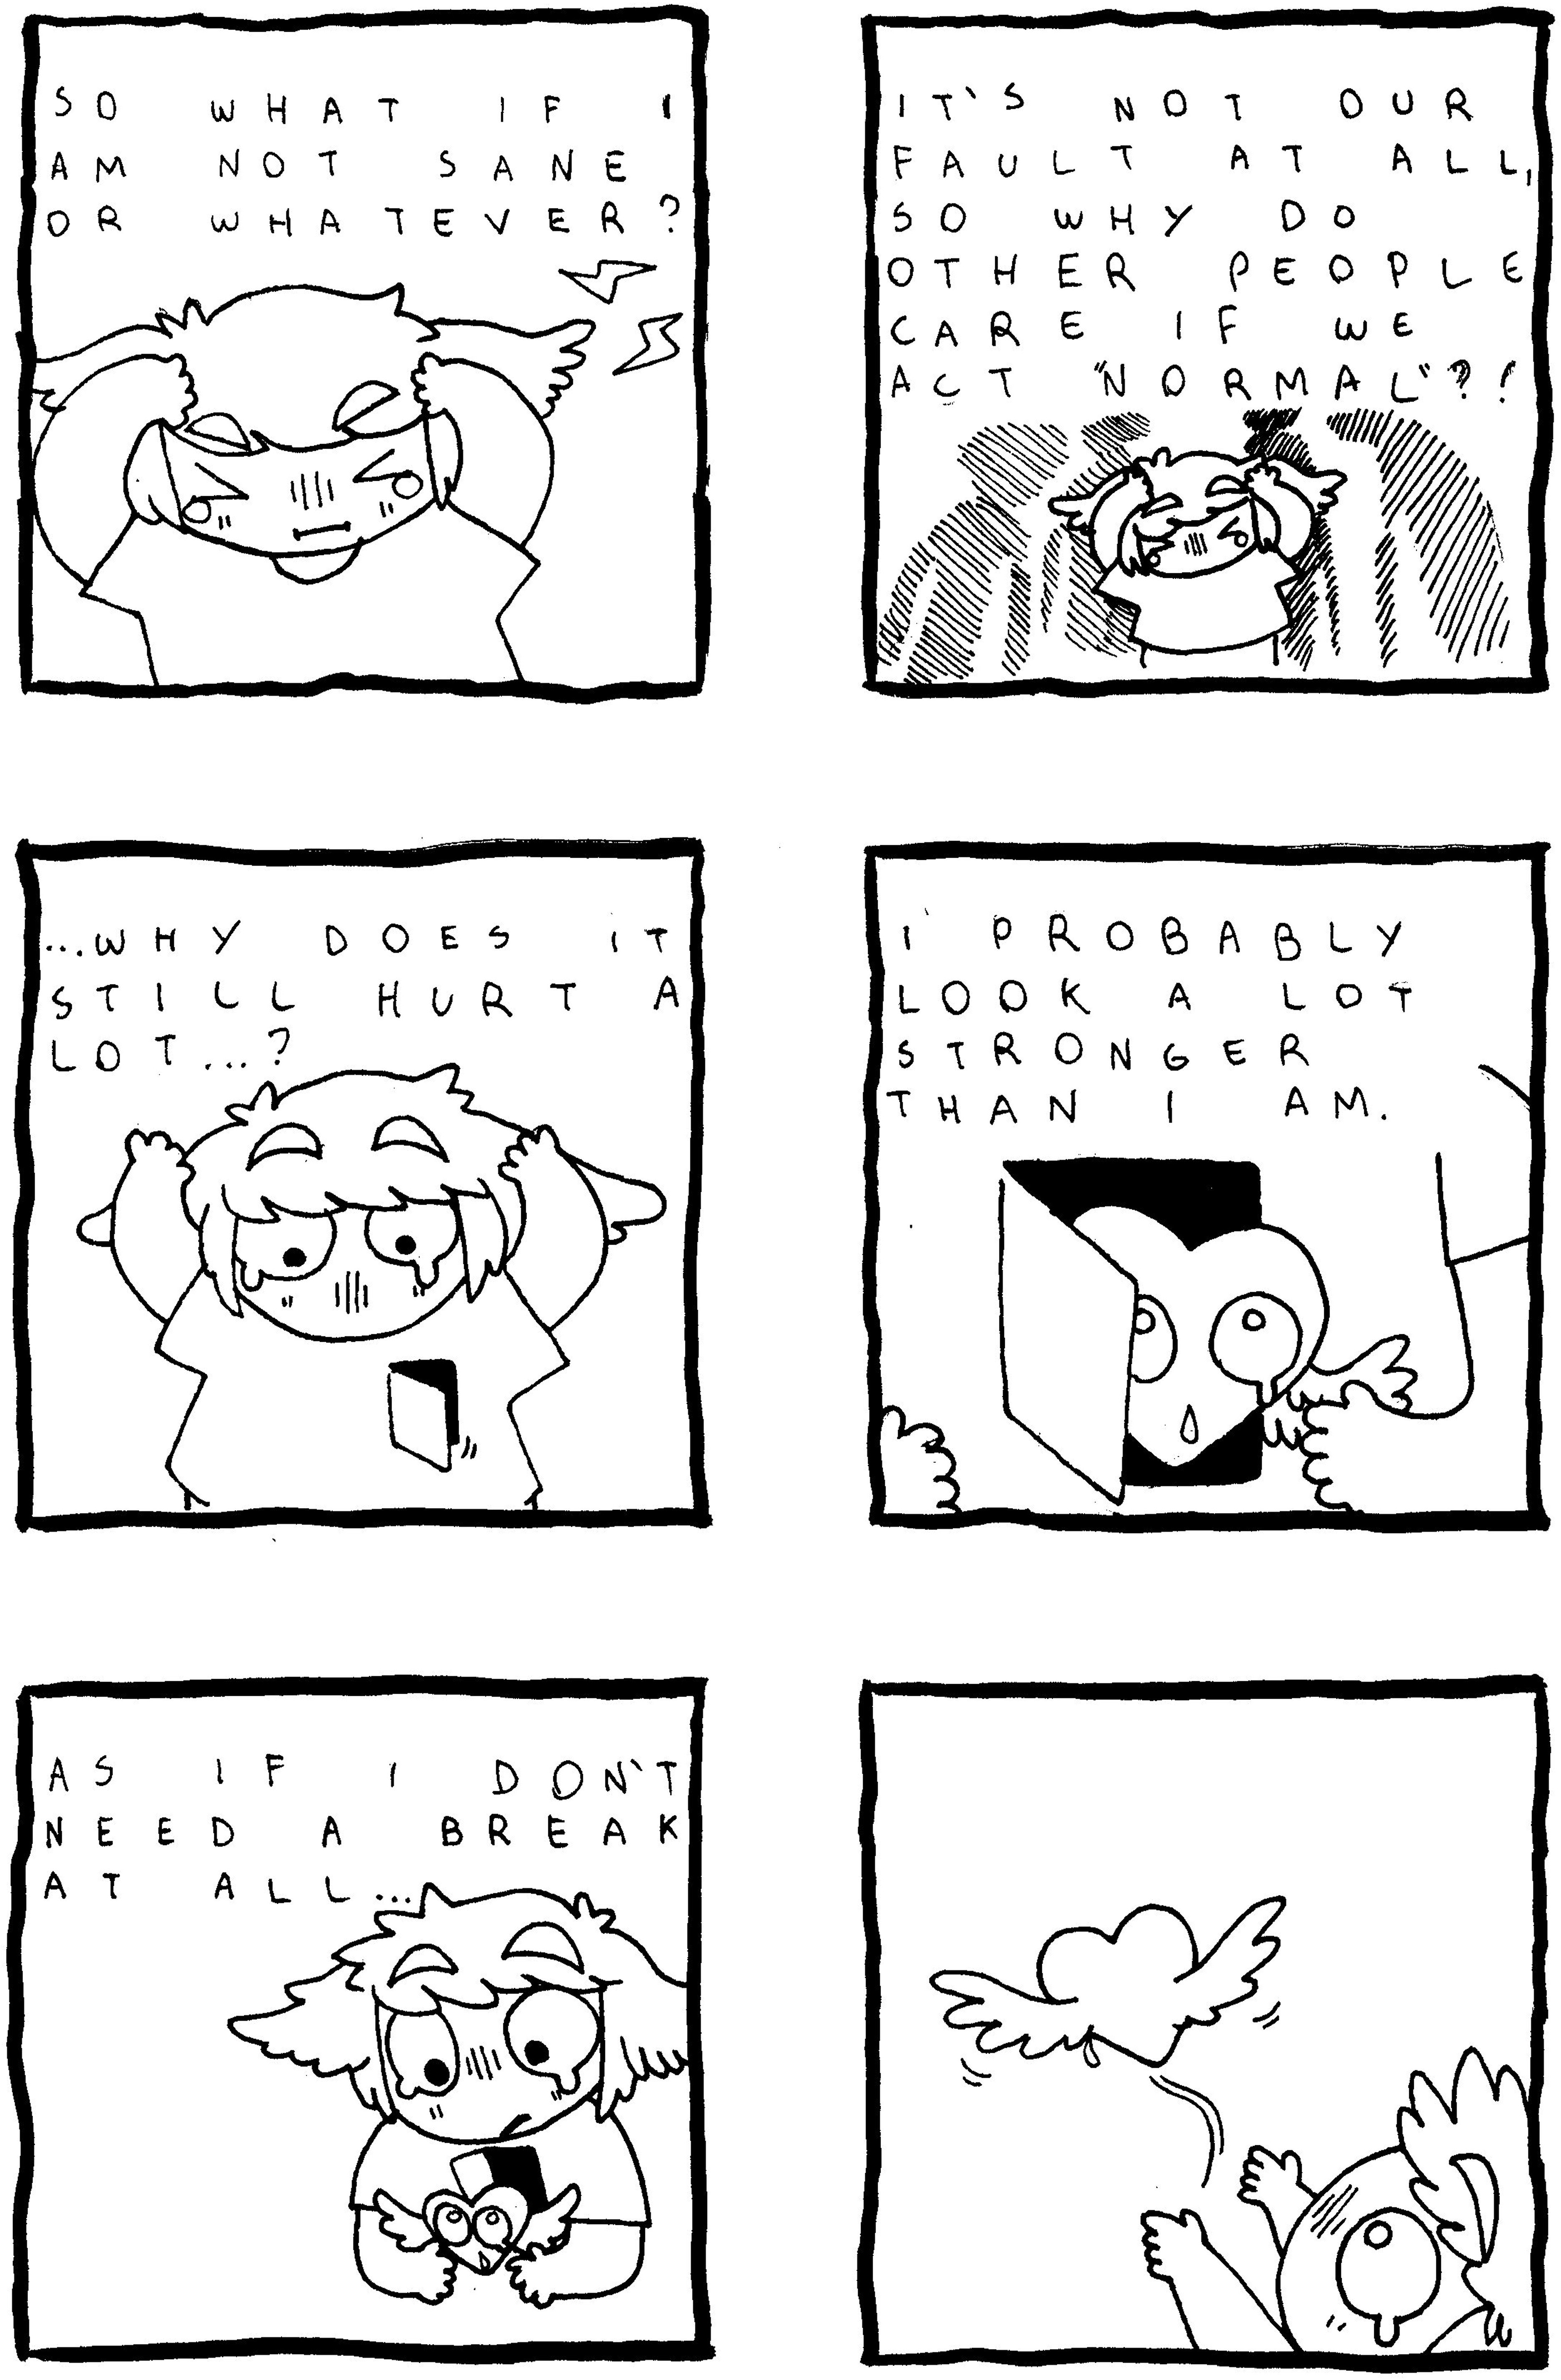 SO WHAT IF I
AM NOT SANE
OR WHATEVER?
IT'S NOT OUR
FAULT AT ALL,
SO WHY DO
OTHER PEOPLE
CARE IF WE
ACT "NORMAL"?!
...WHY DOES IT
STILL HURT A
LOT...?
I PROBABLY
LOOK A LOT
STRONGER
THAN I AM.
AS IF I DON'T
NEED A BREAK
AT ALL...